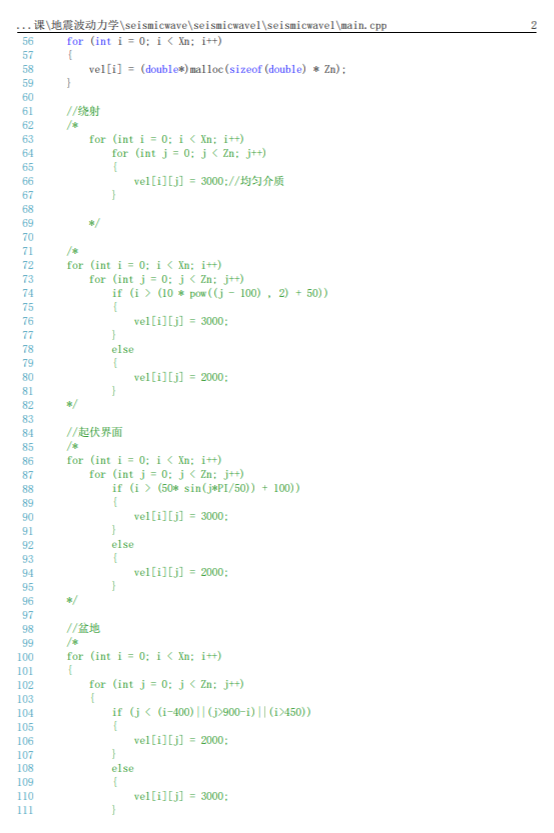 ...课\地震波动力学\seismicwave\seismicwavel\seismicwavel\main.cpp 2
56 for (int i = 0; i < Xn; i++)
57 {
58 vel[i] = (double*)malloc(sizeof(double) * Zn);
59 }
60
61 //绕射
62 /*
63 for (int i = 0; i < Xn; i++)
64 for (int j = 0; j < Zn; j++)
65 {
66 vel[i][j] = 3000;//均匀介质
67 }
68
69 */
70
71 /*
72 for (int i = 0; i < Xn; i++)
73 for (int j = 0; j < Zn; j++)
74 if (i > (10 * pow((j - 100) , 2) + 50))
75 {
76 vel[i][j] = 3000;
77 }
78 else
79 {
80 vel[i][j] = 2000;
81 }
82 */
83
84 //起伏界面
85 /*
86 for (int i = 0; i < Xn; i++)
87 for (int j = 0; j < Zn; j++)
88 if (i > (50* sin(j*PI/50)) + 100))
89 {
90 vel[i][j] = 3000;
91 }
92 else
93 {
94 vel[i][j] = 2000;
95 }
96 */
97
98 //盆地
99 /*
100 for (int i = 0; i < Xn; i++)
101 {
102 for (int j = 0; j < Zn; j++)
103 {
104 if (j < (i-400)||(j>900-i)||(i>450))
105 {
106 vel[i][j] = 2000;
107 }
108 else
109 {
110 vel[i][j] = 3000;
111 }